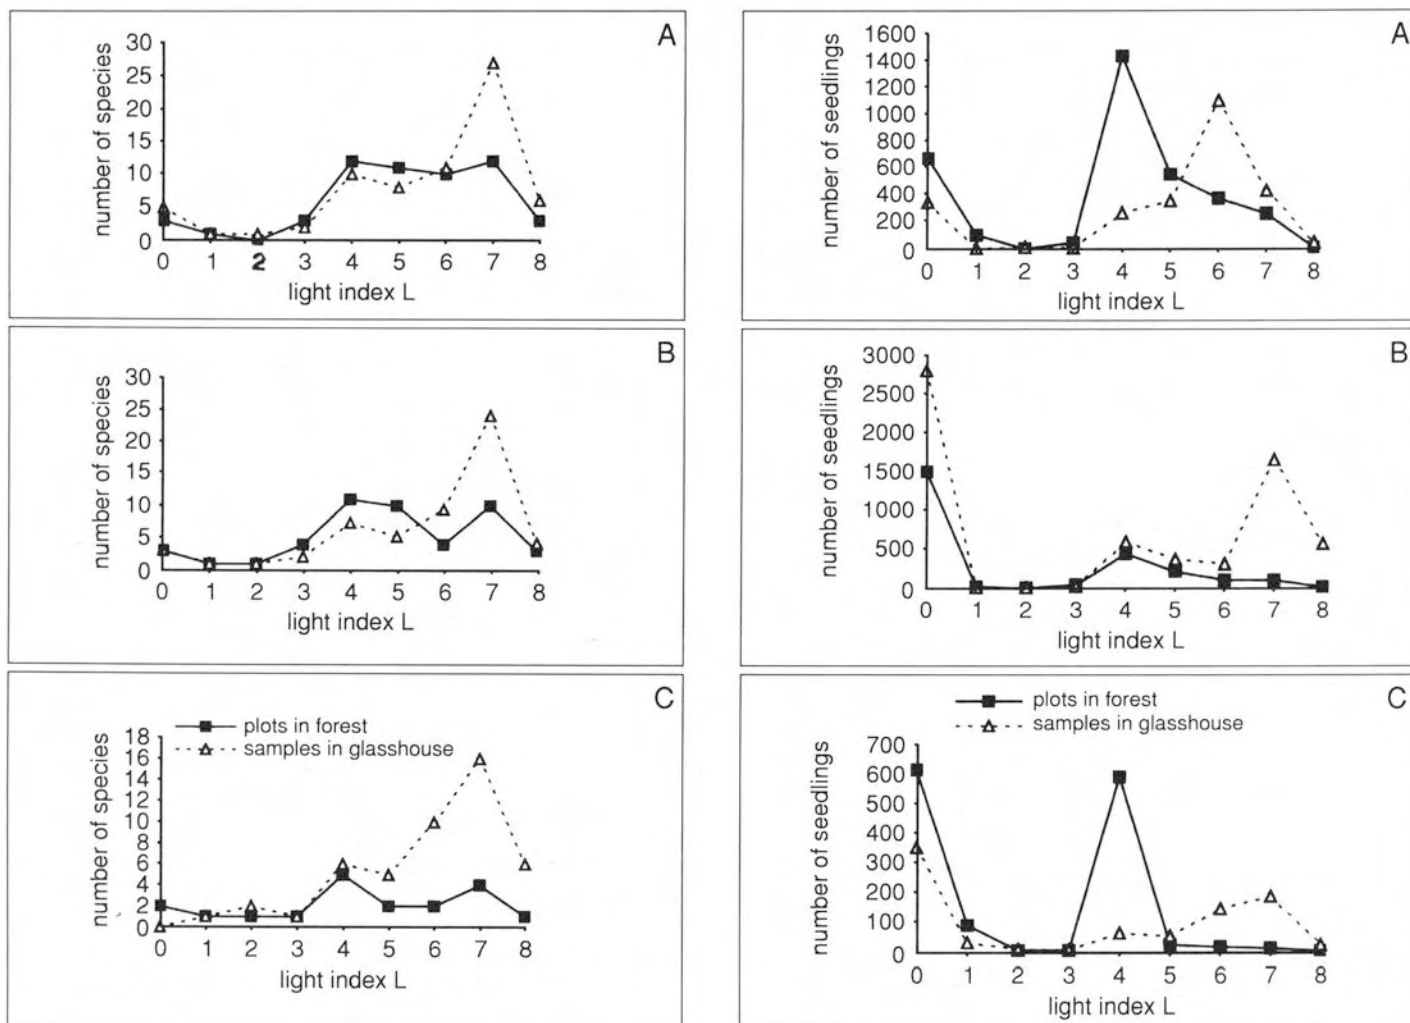 A
number of species
30
25
20
15
10
5
0
0 1 2 3 4 5 6 7 8
light index L
B
number of species
30
25
20
15
10
5
0
0 1 2 3 4 5 6 7 8
light index L
C
plots in forest
samples in glasshouse
number of species
18
16
14
12
10
8
6
4
2
0
0 1 2 3 4 5 6 7 8
light index L
A
number of seedlings
1600
1400
1200
1000
800
600
400
200
0
0 1 2 3 4 5 6 7 8
light index L
B
number of seedlings
3000
2500
2000
1500
1000
500
0
0 1 2 3 4 5 6 7 8
light index L
C
plots in forest
samples in glasshouse
number of seedlings
700
600
500
400
300
200
100
0
0 1 2 3 4 5 6 7 8
light index L